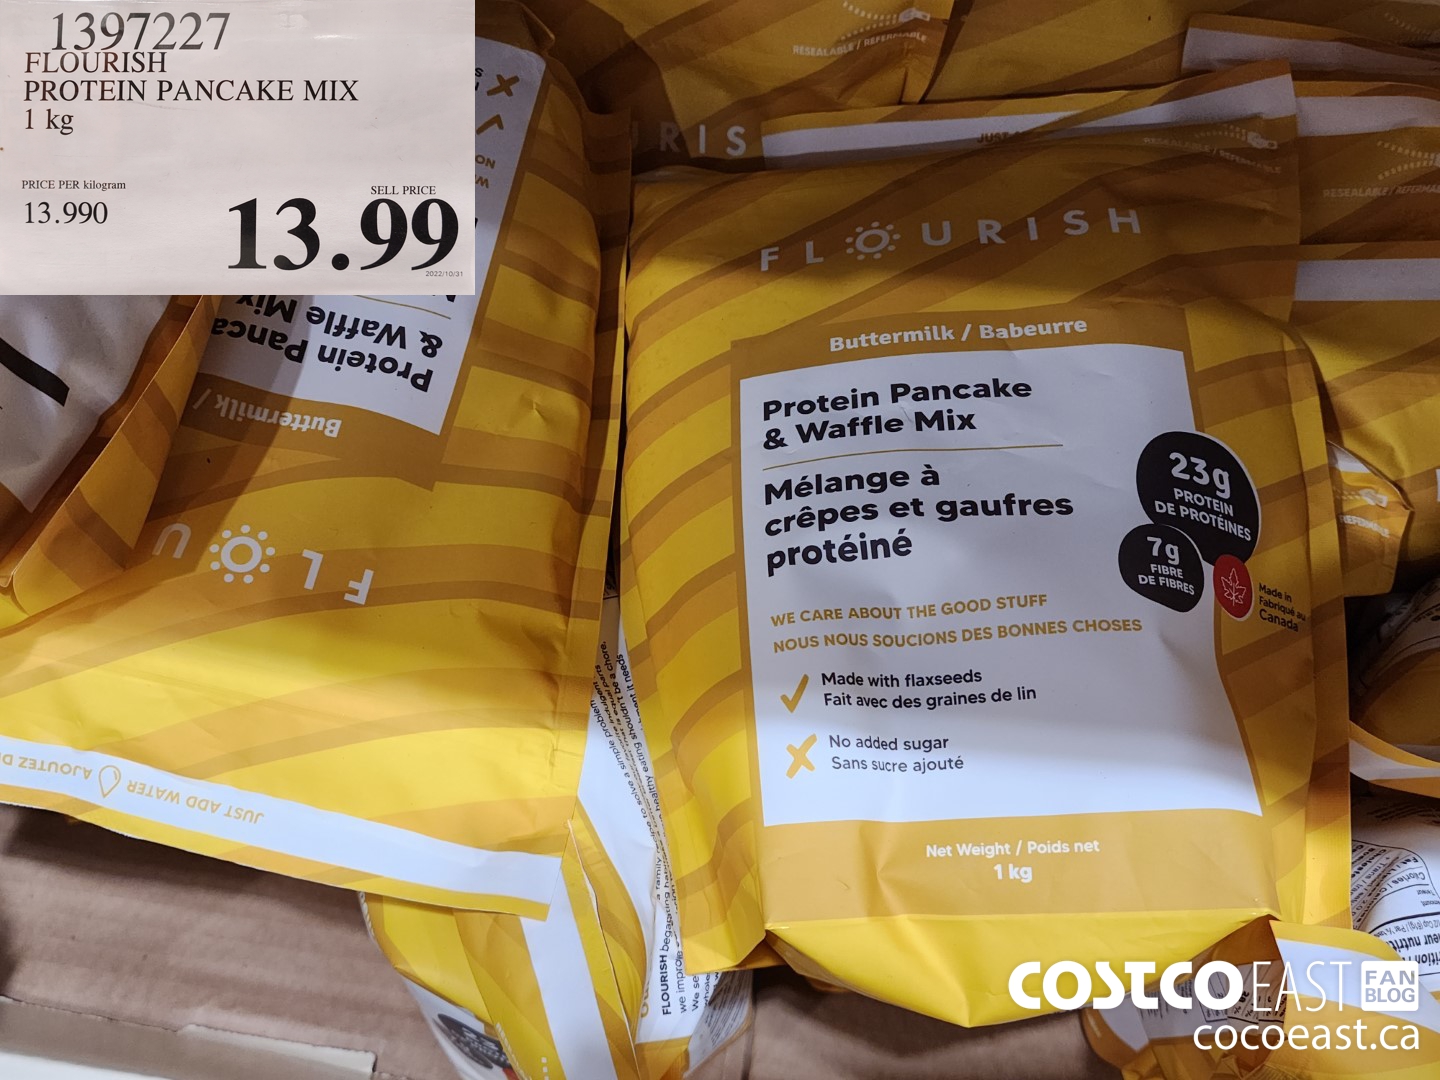 1397227
FLOURISH
PROTEIN PANCAKE MIX
1 kg
PRICE PER kilogram
13.990
SELL PRICE
13.99
2022/10/31
RESEALABLE / REFERMABLE
RESEALABLE / REFERMABLE
FLOURISH
Buttermilk / Babeurre
Protein Pancake
& Waffle Mix
Mélange à
crêpes et gaufres
protéiné
23g
PROTEIN
DE PROTÉINES
7g
FIBRE
DE FIBRES
Made in
Fabriqué au
Canada
WE CARE ABOUT THE GOOD STUFF
NOUS NOUS SOUCIONS DES BONNES CHOSES
Made with flaxseeds
Fait avec des graines de lin
No added sugar
Sans sucre ajouté
Net Weight / Poids net
1 kg
Protein Panca
& Waffle Mix
Buttermilk /
FLOU
JUST ADD WATER AJOUTEZ
COSTCO EAST FAN BLOG
cocoeast.ca